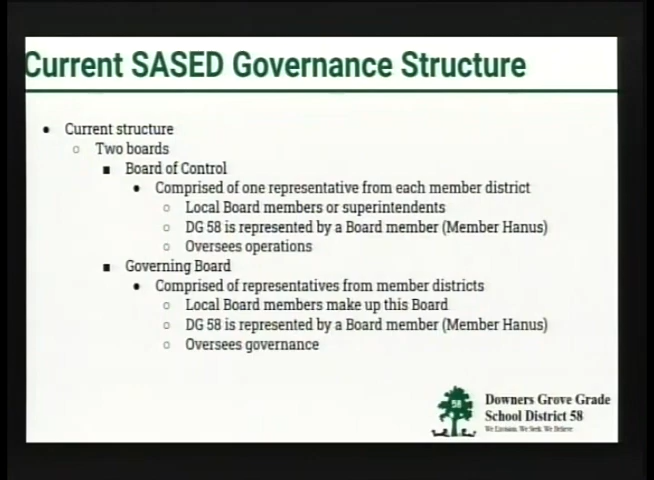 Current SASED Governance Structure
• Current structure
○ Two boards
■ Board of Control
• Comprised of one representative from each member district
○ Local Board members or superintendents
○ DG 58 is represented by a Board member (Member Hanus)
○ Oversees operations
■ Governing Board
• Comprised of representatives from member districts
○ Local Board members make up this Board
○ DG 58 is represented by a Board member (Member Hanus)
○ Oversees governance
58
Downers Grove Grade
School District 58
We We Seek. We Believe